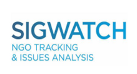 SIGWATCH
NGO TRACKING
& ISSUES ANALYSIS